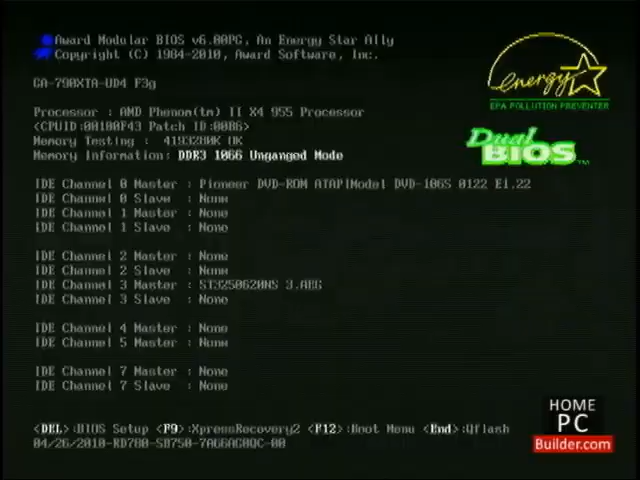 Award Modular BIOS v6.00PG, An Energy Star Ally
Copyright (C) 1984-2010, Award Software, Inc.
energy
EPA POLLUTION PREVENTER
GA-790XTA-UD4 F3g
Processor : AMD Phenom(tm) II X4 955 Processor
<CPUID:00100F43 Patch ID:00B6>
Memory Testing : 4193280K OK
Memory Information: DDR3 1066 Unganged Mode
Dual BIOS™
IDE Channel 0 Master : Pioneer DVD-ROM ATAPIModel DVD-106S 0122 E1.22
IDE Channel 0 Slave : None
IDE Channel 1 Master : None
IDE Channel 1 Slave : None
IDE Channel 2 Master : None
IDE Channel 2 Slave : None
IDE Channel 3 Master : ST3250620NS 3.AEG
IDE Channel 3 Slave : None
IDE Channel 4 Master : None
IDE Channel 5 Master : None
IDE Channel 7 Master : None
IDE Channel 7 Slave : None
<DEL>:BIOS Setup <F9>:XpressRecovery2 <F12>:Boot Menu <End>:Qflash
04/26/2010-RD780-SB750-7A66AG0QC-00
HOME
PC
Builder.com